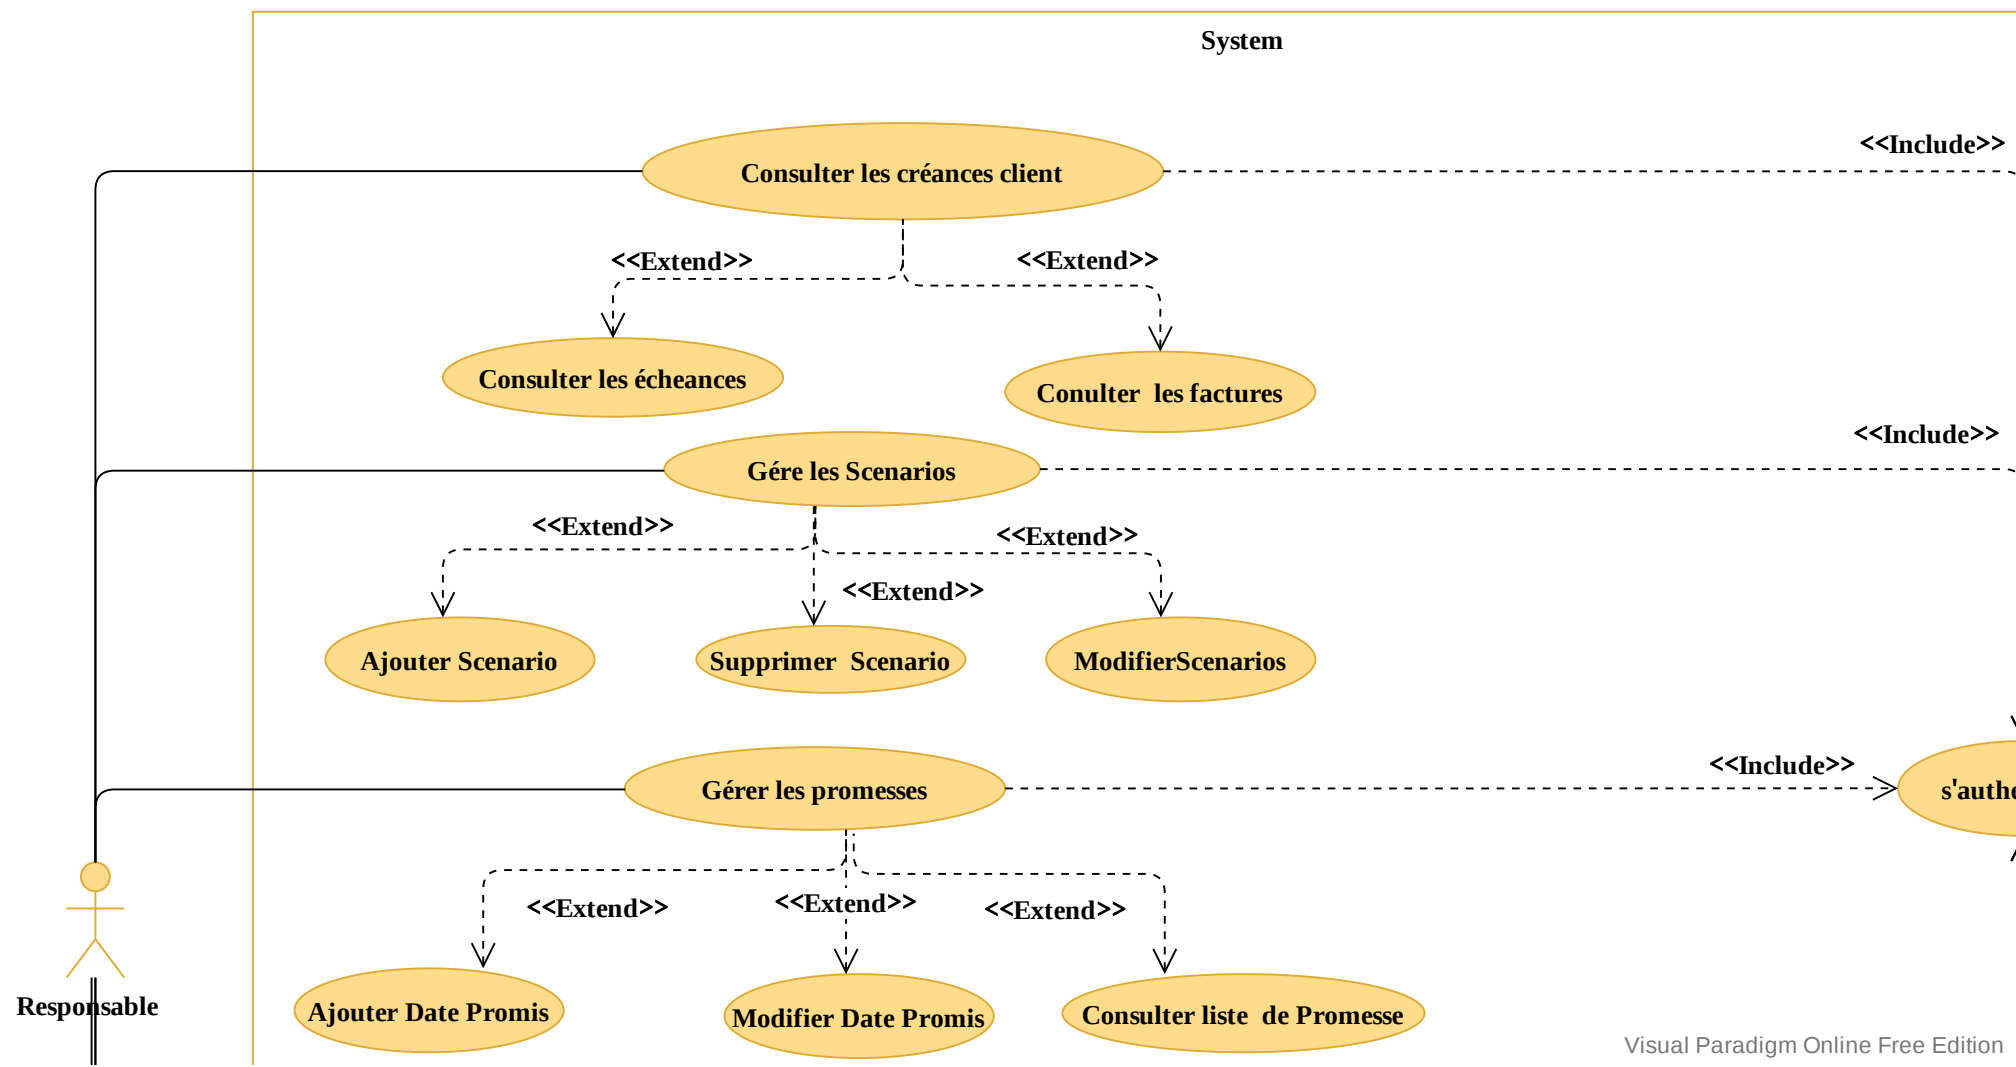 System
<<Include>>
Consulter les créances client
<<Extend>>
<<Extend>>
Consulter les écheances
Conulter  les factures
<<Include>>
Gére les Scenarios
<<Extend>>
<<Extend>>
<<Extend>>
Ajouter Scenario
Supprimer  Scenario
ModifierScenarios
<<Include>>
Gérer les promesses
s'authe
<<Extend>>
<<Extend>>
<<Extend>>
Responsable
Ajouter Date Promis
Modifier Date Promis
Consulter liste  de Promesse
Visual Paradigm Online Free Edition